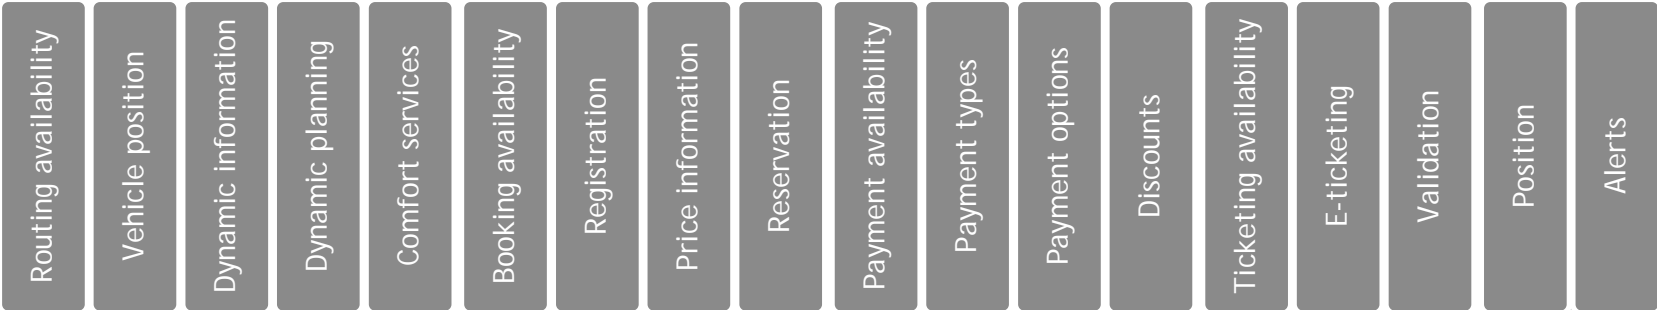 Routing availability
Vehicle position
Dynamic information
Dynamic planning
Comfort services
Booking availability
Registration
Price information
Reservation
Payment availability
Payment types
Payment options
Discounts
Ticketing availability
E-ticketing
Validation
Position
Alerts